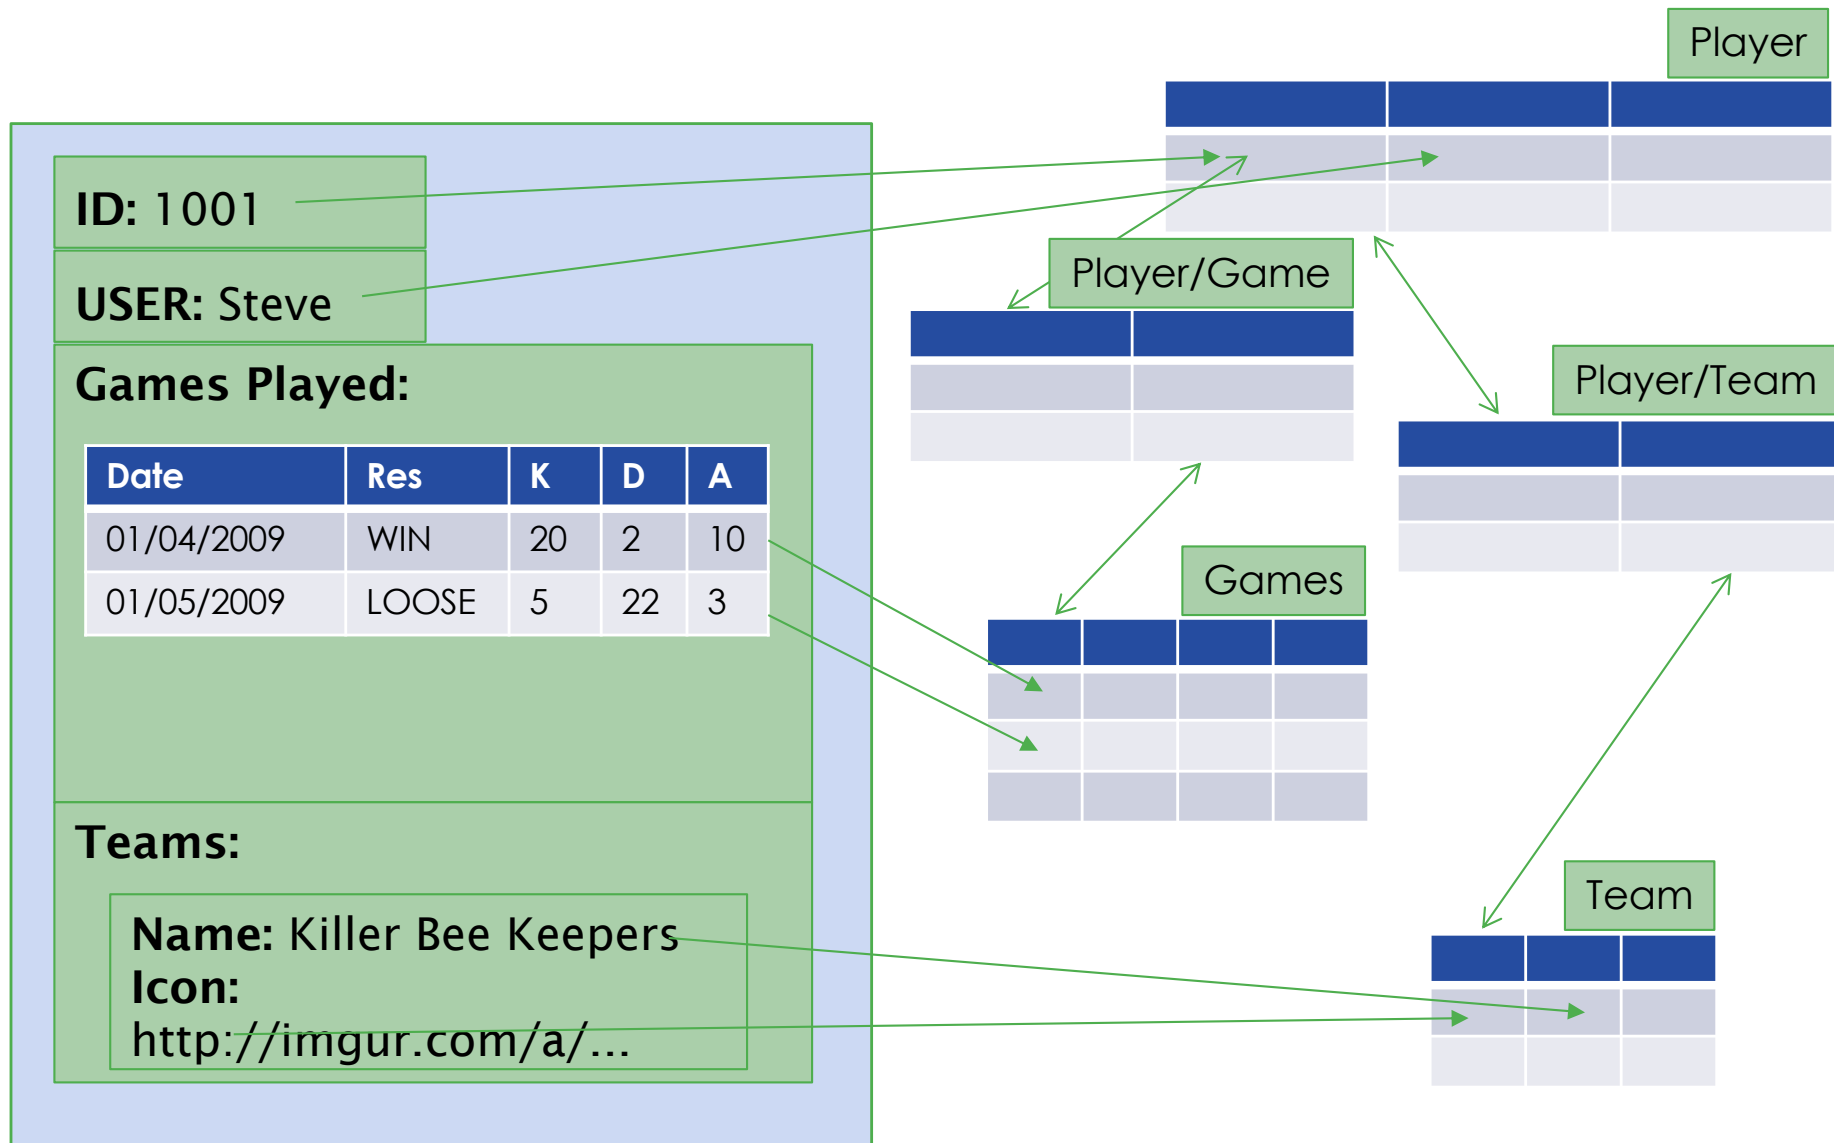 Player
ID: 1001
USER: Steve
Player/Game
Games Played:
Player/Team
Date Res K D A
01/04/2009 WIN 20 2 10
01/05/2009 LOOSE 5 22 3
Games
Teams:
Team
Name: Killer Bee Keepers
Icon:
http://imgur.com/a/...